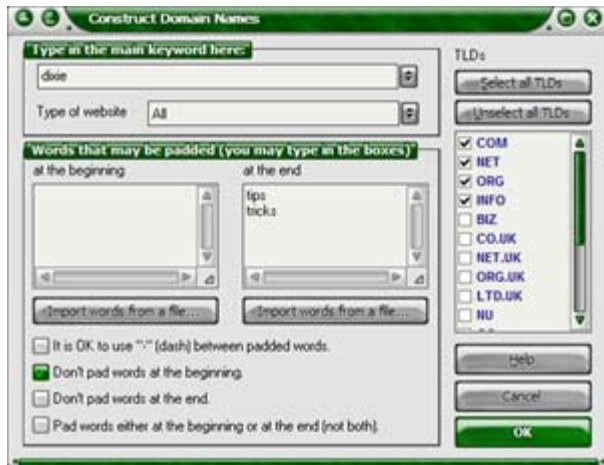 Construct Domain Names
Type in the main keyword here:
dixie
Type of website All
Words that may be padded (you may type in the boxes)
at the beginning
at the end
tips
tricks
Import words from a file...
Import words from a file...
It is OK to use "-" (dash) between padded words.
Don't pad words at the beginning.
Don't pad words at the end.
Pad words either at the beginning or at the end (not both).
TLDs
Select all TLDs
Unselect all TLDs
COM
NET
ORG
INFO
BIZ
CO.UK
NET.UK
ORG.UK
LTD.UK
NU
Help
Cancel
OK